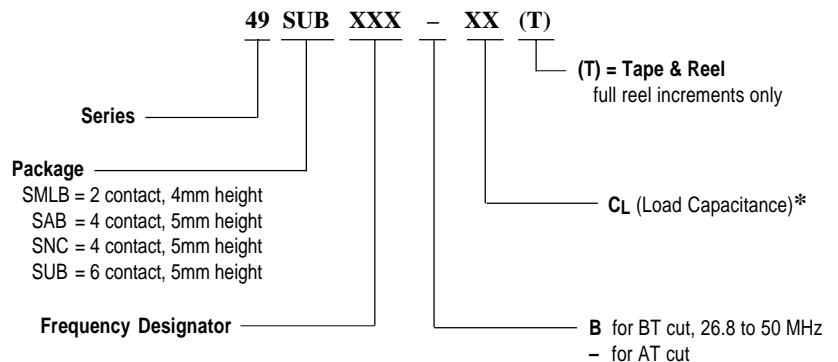 49 SUB XXX – XX (T)
(T) = Tape & Reel
full reel increments only
Series
Package
SMLB = 2 contact, 4mm height
SAB = 4 contact, 5mm height
SNC = 4 contact, 5mm height
SUB = 6 contact, 5mm height
CL (Load Capacitance)*
Frequency Designator
B for BT cut, 26.8 to 50 MHz
– for AT cut